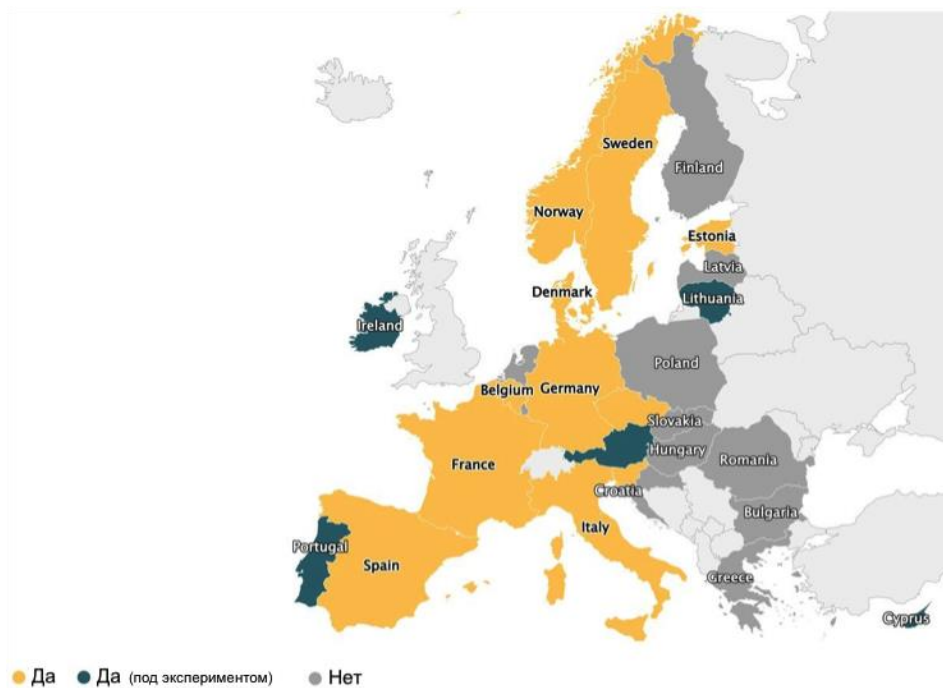 Sweden
Finland
Norway
Estonia
Latvia
Denmark
Lithuania
Ireland
Poland
Belgium
Germany
Slovakia
Hungary
France
Romania
Croatia
Bulgaria
Italy
Portugal
Spain
Greece
Cyprus
Да Да (под экспериментом) Нет